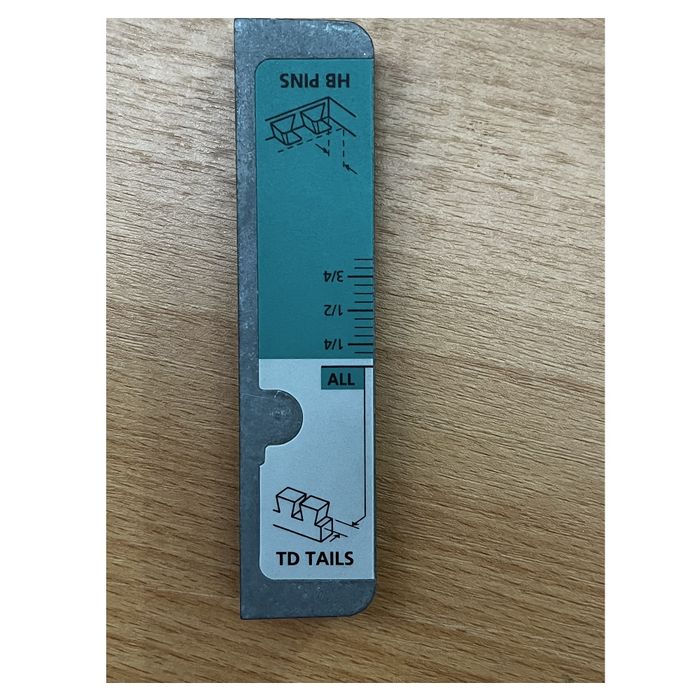 HB PINS
3/4
1/2
1/4
ALL
TD TAILS